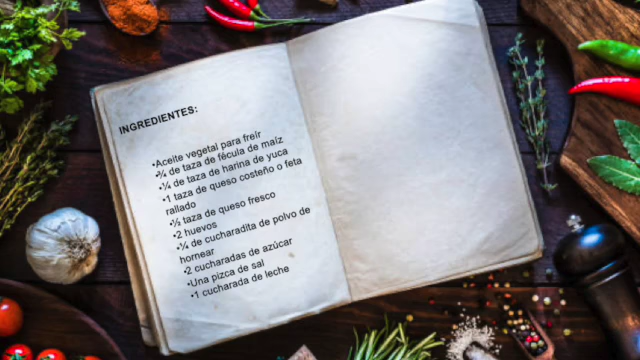 INGREDIENTES:
•Aceite vegetal para freír
•¾ de taza de fécula de maíz
•¼ de taza de harina de yuca
•1 taza de queso costeño o feta
rallado
•½ taza de queso fresco
•2 huevos
•¼ de cucharadita de polvo de
hornear
•2 cucharadas de azúcar
•Una pizca de sal
•1 cucharada de leche